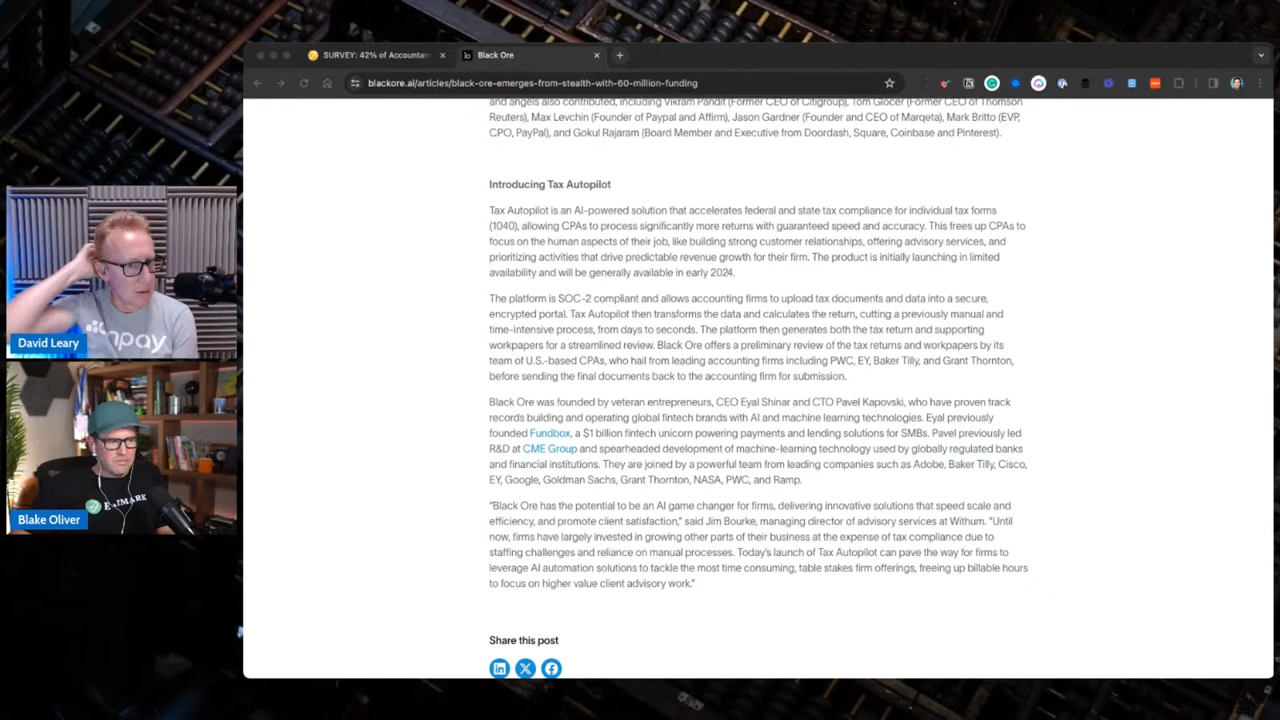 SURVEY: 42% of Accountan
Black Ore
blackore.ai/articles/black-ore-emerges-from-stealth-with-60-million-funding
and angels also contributed, including Vikram Pandit (Former CEO of Citigroup), Tom Glocer (Former CEO of Thomson
Reuters), Max Levchin (Founder of Paypal and Affirm), Jason Gardner (Founder and CEO of Marqeta), Mark Britto (EVP,
CPO, PayPal), and Gokul Rajaram (Board Member and Executive from Doordash, Square, Coinbase and Pinterest).
Introducing Tax Autopilot
Tax Autopilot is an AI-powered solution that accelerates federal and state tax compliance for individual tax forms
(1040), allowing CPAs to process significantly more returns with guaranteed speed and accuracy. This frees up CPAs to
focus on the human aspects of their job, like building strong customer relationships, offering advisory services, and
prioritizing activities that drive predictable revenue growth for their firm. The product is initially launching in limited
availability and will be generally available in early 2024.
The platform is SOC-2 compliant and allows accounting firms to upload tax documents and data into a secure,
encrypted portal. Tax Autopilot then transforms the data and calculates the return, cutting a previously manual and
time-intensive process, from days to seconds. The platform then generates both the tax return and supporting
workpapers for a streamlined review. Black Ore offers a preliminary review of the tax returns and workpapers by its
team of U.S.-based CPAs, who hail from leading accounting firms including PWC, EY, Baker Tilly, and Grant Thornton,
before sending the final documents back to the accounting firm for submission.
Black Ore was founded by veteran entrepreneurs, CEO Eyal Shinar and CTO Pavel Kapovski, who have proven track
records building and operating global fintech brands with AI and machine learning technologies. Eyal previously
founded Fundbox, a $1 billion fintech unicorn powering payments and lending solutions for SMBs. Pavel previously led
R&D at CME Group and spearheaded development of machine-learning technology used by globally regulated banks
and financial institutions. They are joined by a powerful team from leading companies such as Adobe, Baker Tilly, Cisco,
EY, Google, Goldman Sachs, Grant Thornton, NASA, PWC, and Ramp.
"Black Ore has the potential to be an AI game changer for firms, delivering innovative solutions that speed scale and
efficiency, and promote client satisfaction," said Jim Bourke, managing director of advisory services at Withum. "Until
now, firms have largely invested in growing other parts of their business at the expense of tax compliance due to
staffing challenges and reliance on manual processes. Today's launch of Tax Autopilot can pave the way for firms to
leverage AI automation solutions to tackle the most time consuming, table stakes firm offerings, freeing up billable hours
to focus on higher value client advisory work."
Share this post
David Leary
Blake Oliver